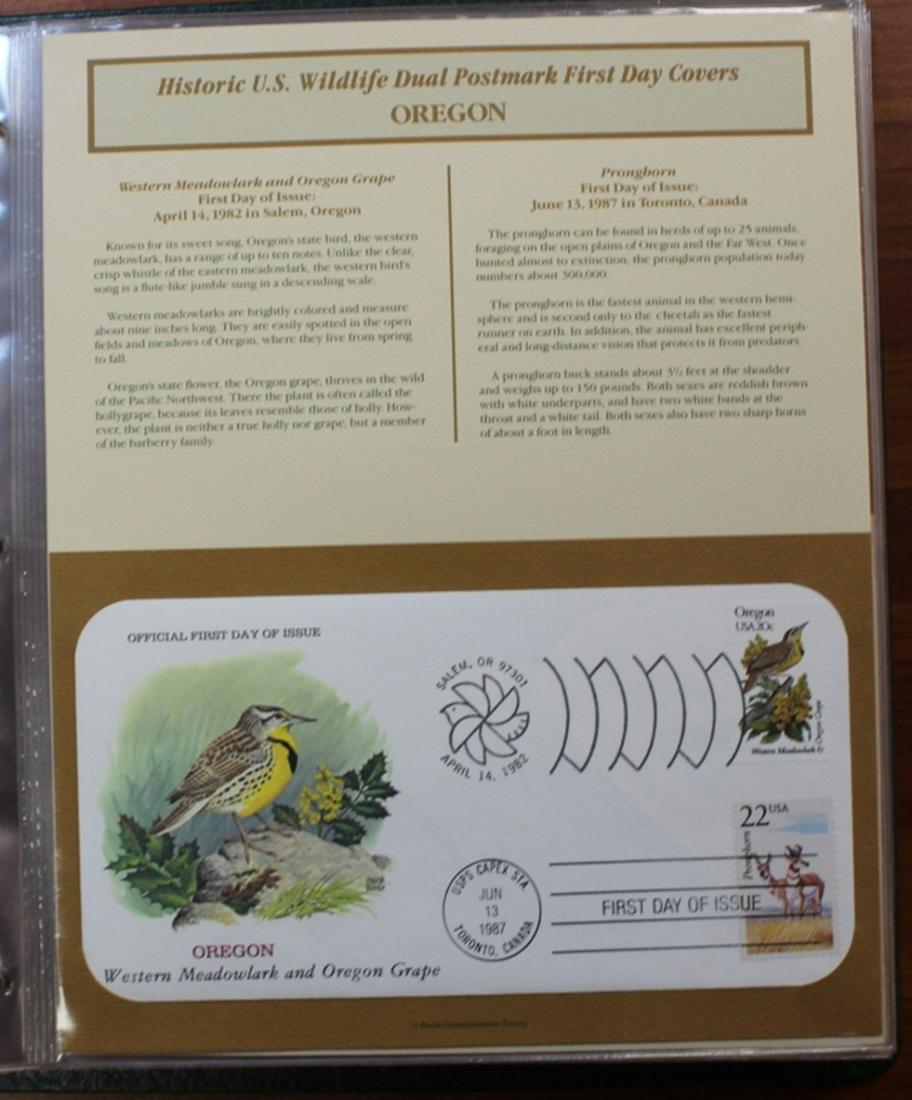 Historic U.S. Wildlife Dual Postmark First Day Covers
OREGON
Western Meadowlark and Oregon Grape
First Day of Issue:
April 14, 1982 in Salem, Oregon
Known for its sweet song, Oregon's state bird, the western
meadowlark, has a range of up to ten notes. Unlike the clear,
crisp whistle of the eastern meadowlark, the western bird's
song is a flute-like jumble sung in a descending scale.
Western meadowlarks are brightly colored and measure
about nine inches long. They are easily spotted in the open
fields and meadows of Oregon, where they live from spring
to fall.
Oregon's state flower, the Oregon grape, thrives in the wild
of the Pacific Northwest. There the plant is often called the
hollygrape, because its leaves resemble those of holly. How-
ever, the plant is neither a true holly nor grape, but a member
of the barberry family.
Pronghorn
First Day of Issue:
June 13, 1987 in Toronto, Canada
The pronghorn can be found in herds of up to 25 animals,
foraging on the open plains of Oregon and the Far West. Once
hunted almost to extinction, the pronghorn population today
numbers about 300,000.
The pronghorn is the fastest animal in the western hemi-
sphere and is second only to the cheetah as the fastest
runner on earth. In addition, the animal has excellent periph-
eral and long-distance vision that protects it from predators.
A pronghorn buck stands about 3½ feet at the shoulder
and weighs up to 150 pounds. Both sexes are reddish brown
with white underparts, and have two white bands at the
throat and a white tail. Both sexes also have two sharp horns
of about a foot in length.
OFFICIAL FIRST DAY OF ISSUE
SALEM, OR 97301
APRIL 14, 1982
Oregon
USA 20c
Western Meadowlark &
Oregon Grape
22 USA
Pronghorn
USPS CAPEX STA
JUN
13
1987
TORONTO, CANADA
FIRST DAY OF ISSUE
OREGON
Western Meadowlark and Oregon Grape
© Postal Commemorative Society